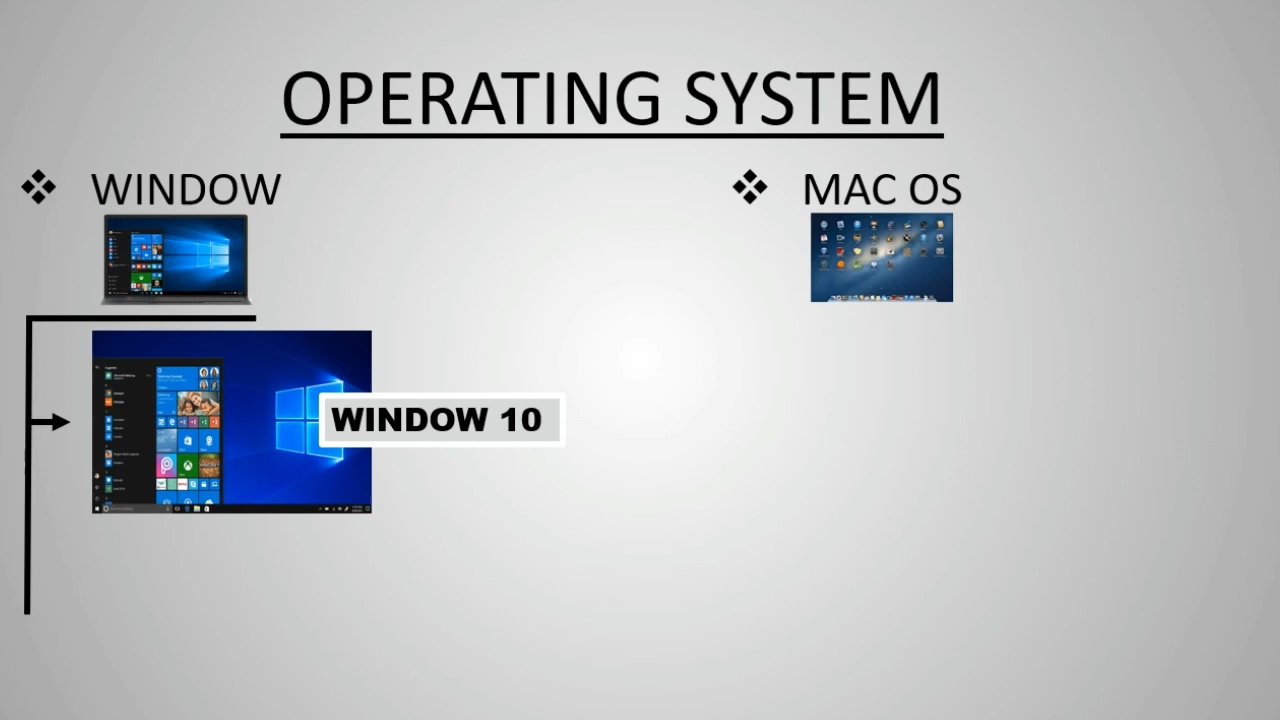 OPERATING SYSTEM
❖ WINDOW
❖ MAC OS
WINDOW 10